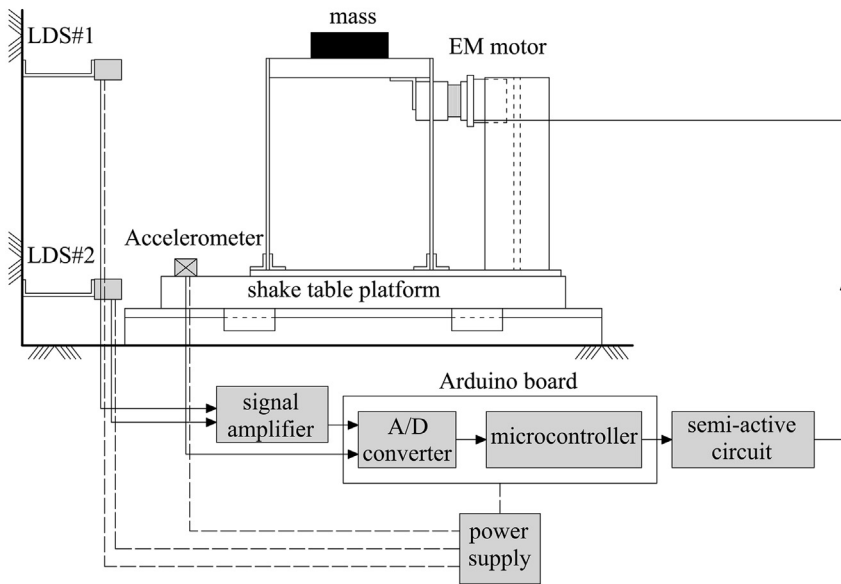 mass
LDS#1
EM motor
Accelerometer
LDS#2
shake table platform
Arduino board
signal
amplifier
A/D
converter
microcontroller
semi-active
circuit
power
supply